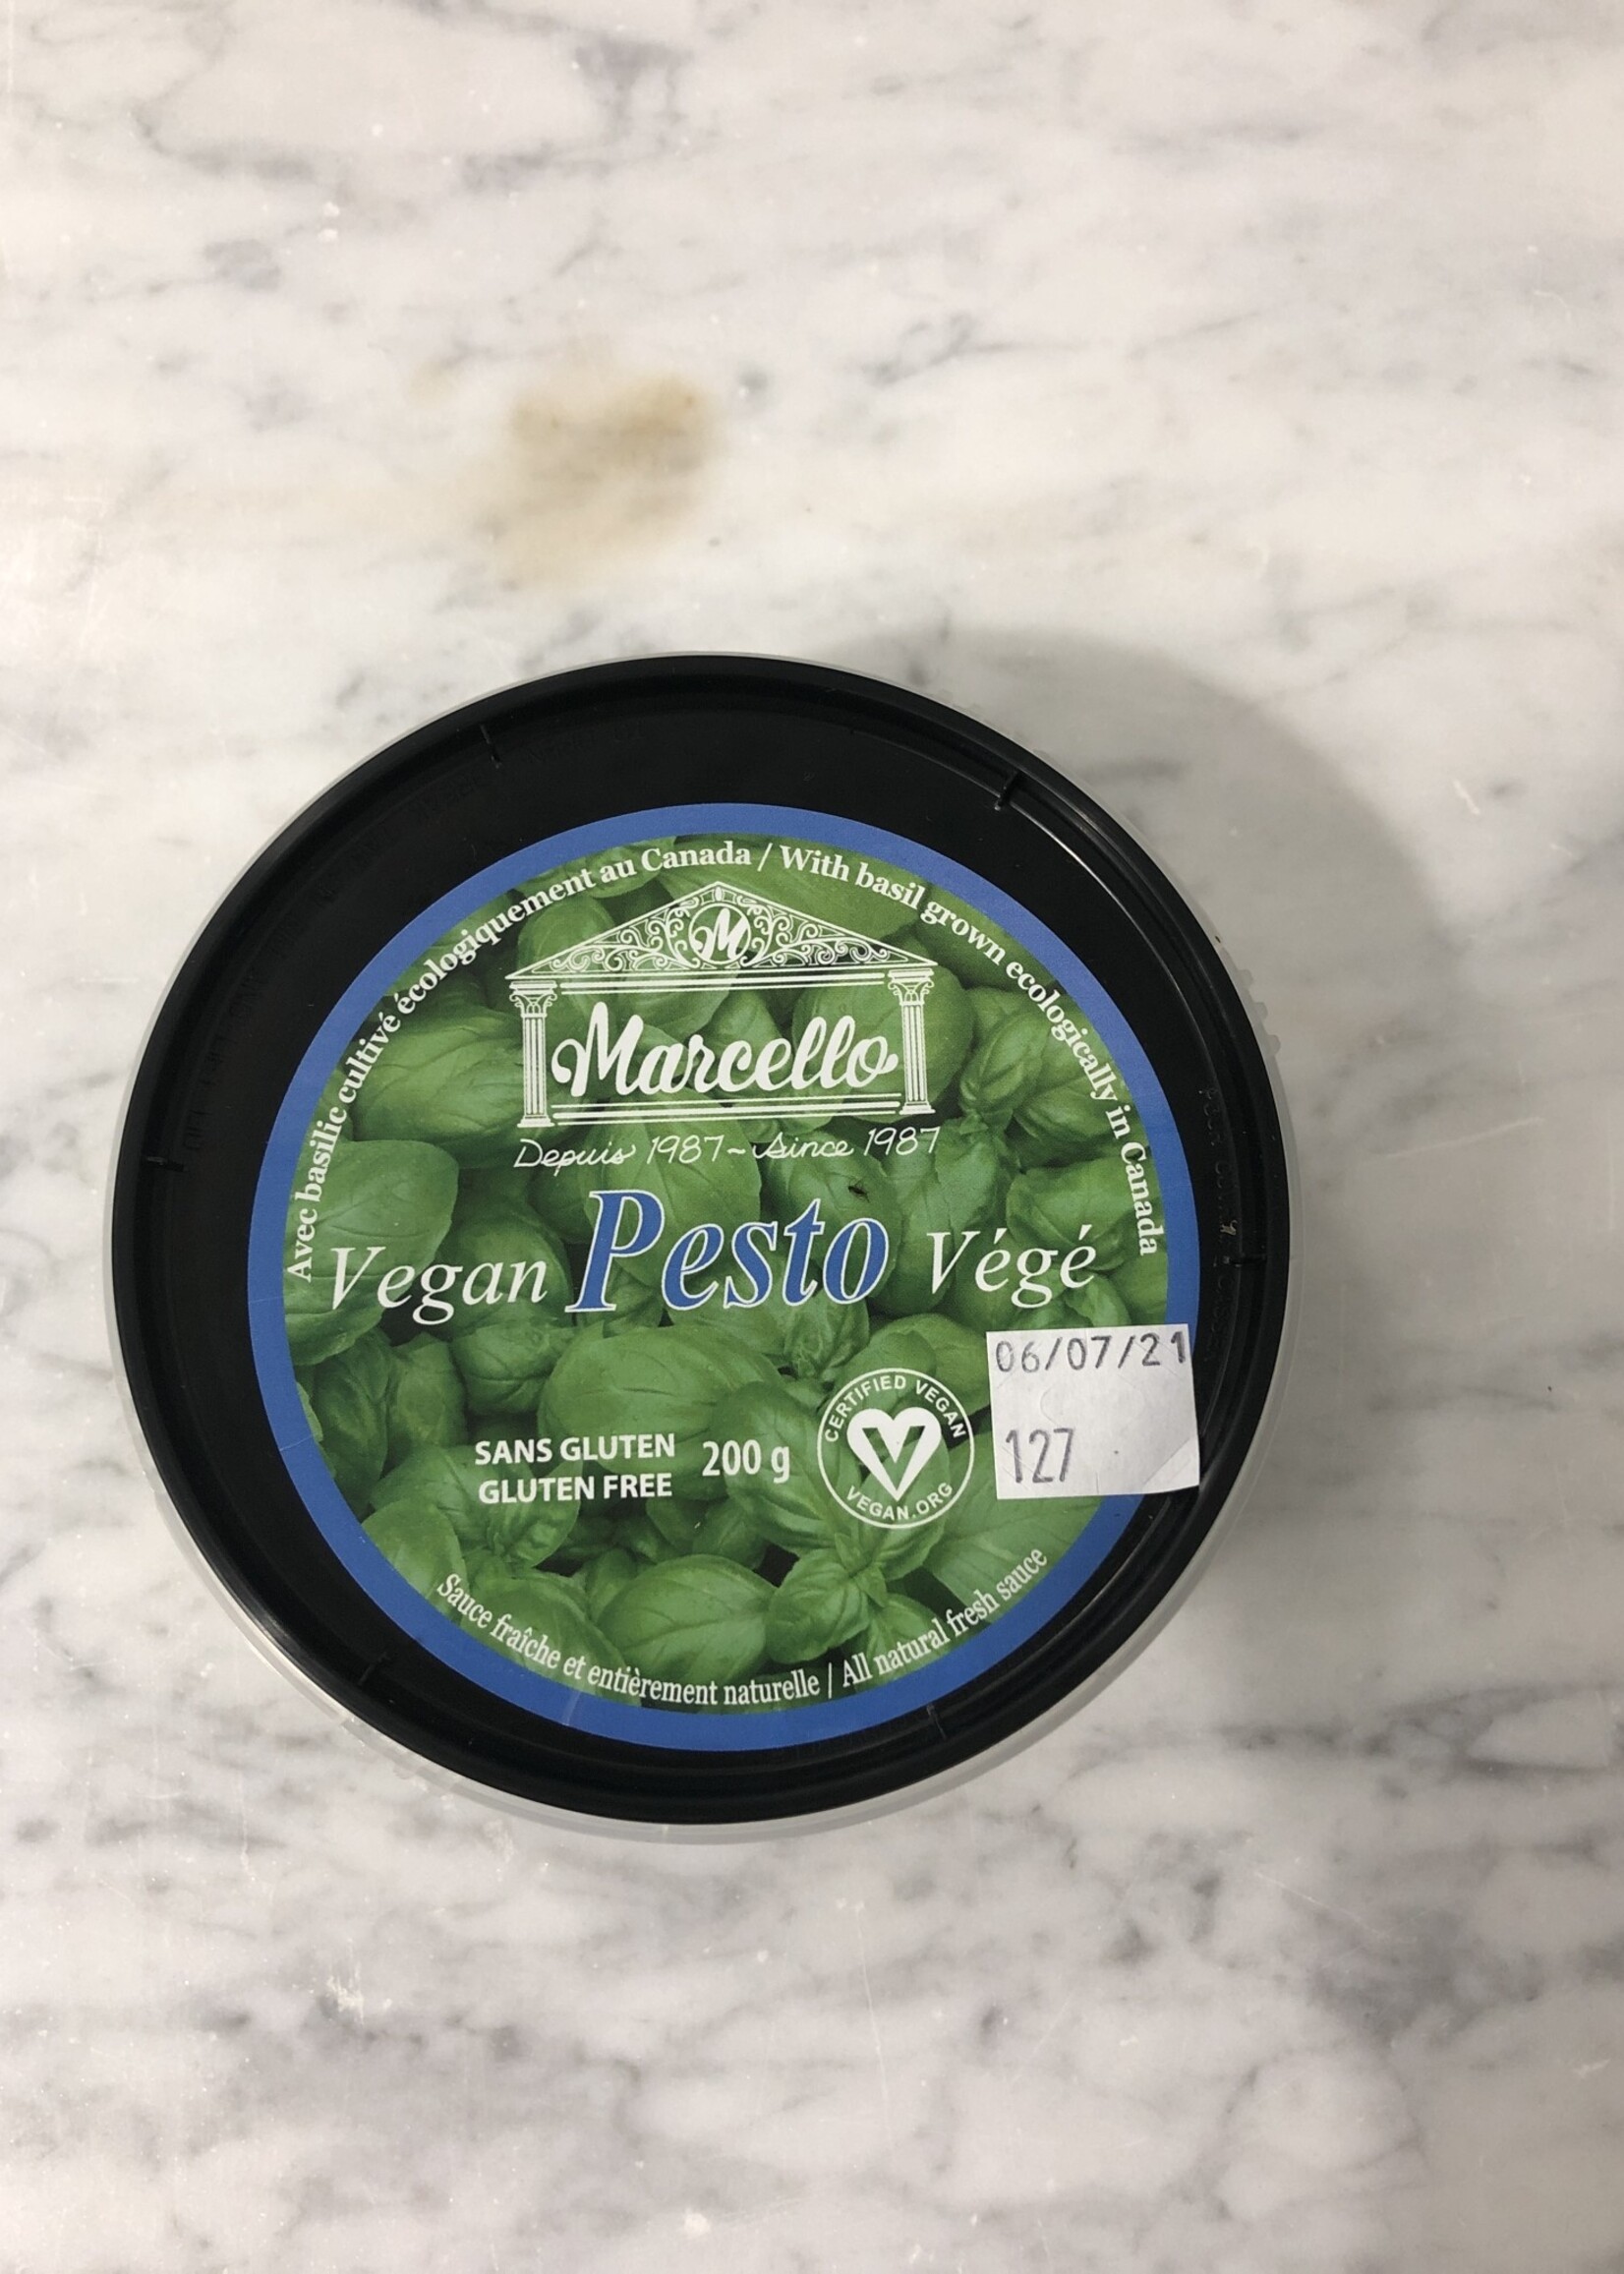 Avec basilic cultivé écologiquement au Canada / With basil grown ecologically in Canada
M
Marcello
Depuis 1987~since 1987
Vegan Pesto Végé
06/07/21
127
SANS GLUTEN
GLUTEN FREE
200 g
CERTIFIED VEGAN
VEGAN.ORG
Sauce fraîche et entièrement naturelle / All natural fresh sauce